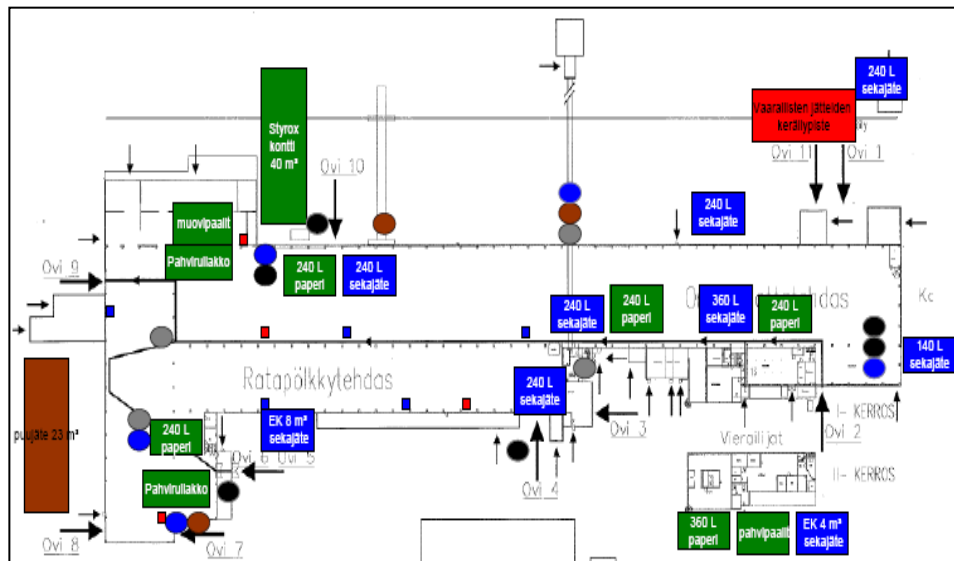 240 L
sekajäte
Vaarallisten jätteiden
keräilypiste
Styrox
kontti
40 m³
Ovi 10
Ovi 11
Ovi 1
muovipaalit
240 L
sekajäte
Pahvirullakko
240 L
paperi
240 L
sekajäte
Ovi 9
240 L
sekajäte
240 L
paperi
360 L
sekajäte
240 L
paperi
140 L
sekajäte
Ratapölkkytehdas
240 L
sekajäte
puujäte 23 m³
240 L
paperi
EK 8 m³
sekajäte
Ovi 3
I- KERROS
Ovi 2
Vierailijat
Ovi 6
Ovi 5
II- KERROS
Pahvirullakko
Ovi 4
360 L
paperi
pahvipaalit
EK 4 m³
sekajäte
Ovi 8
Ovi 7